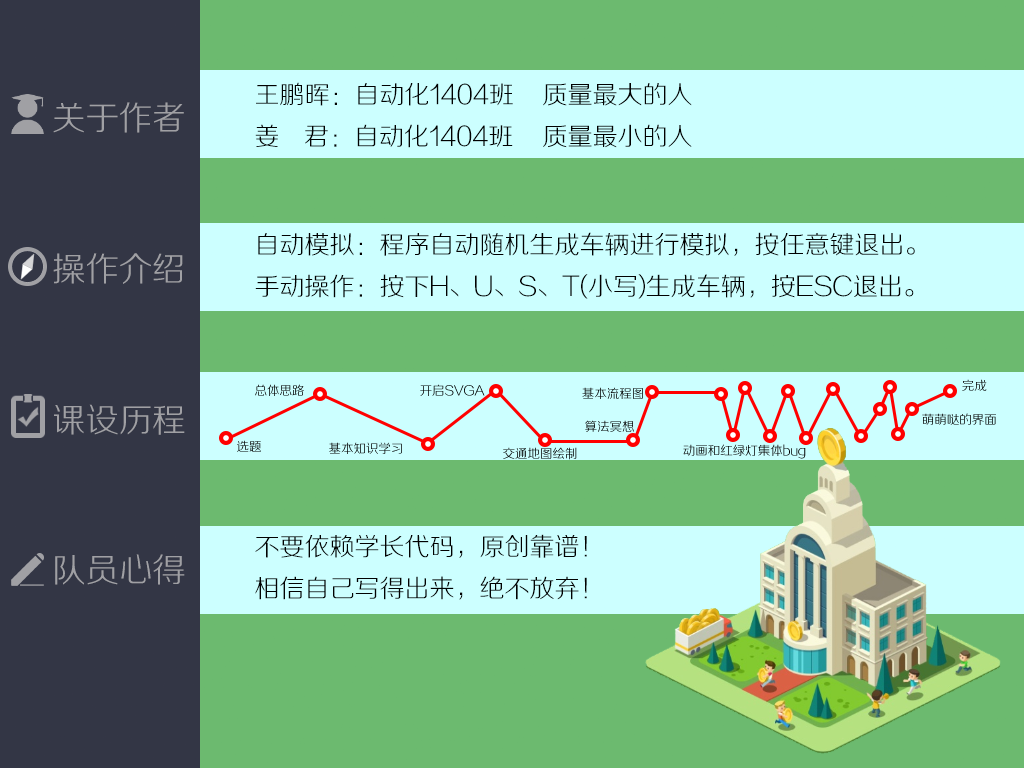 关于作者
王鹏晖：自动化1404班 质量最大的人
姜 君：自动化1404班 质量最小的人
操作介绍
自动模拟：程序自动随机生成车辆进行模拟，按任意键退出。
手动操作：按下H、U、S、T(小写)生成车辆，按ESC退出。
课设历程
选题
总体思路
基本知识学习
开启SVGA
交通地图绘制
算法冥想
基本流程图
动画和红绿灯集体bug
萌萌哒的界面
完成
队员心得
不要依赖学长代码，原创靠谱！
相信自己写得出来，绝不放弃！